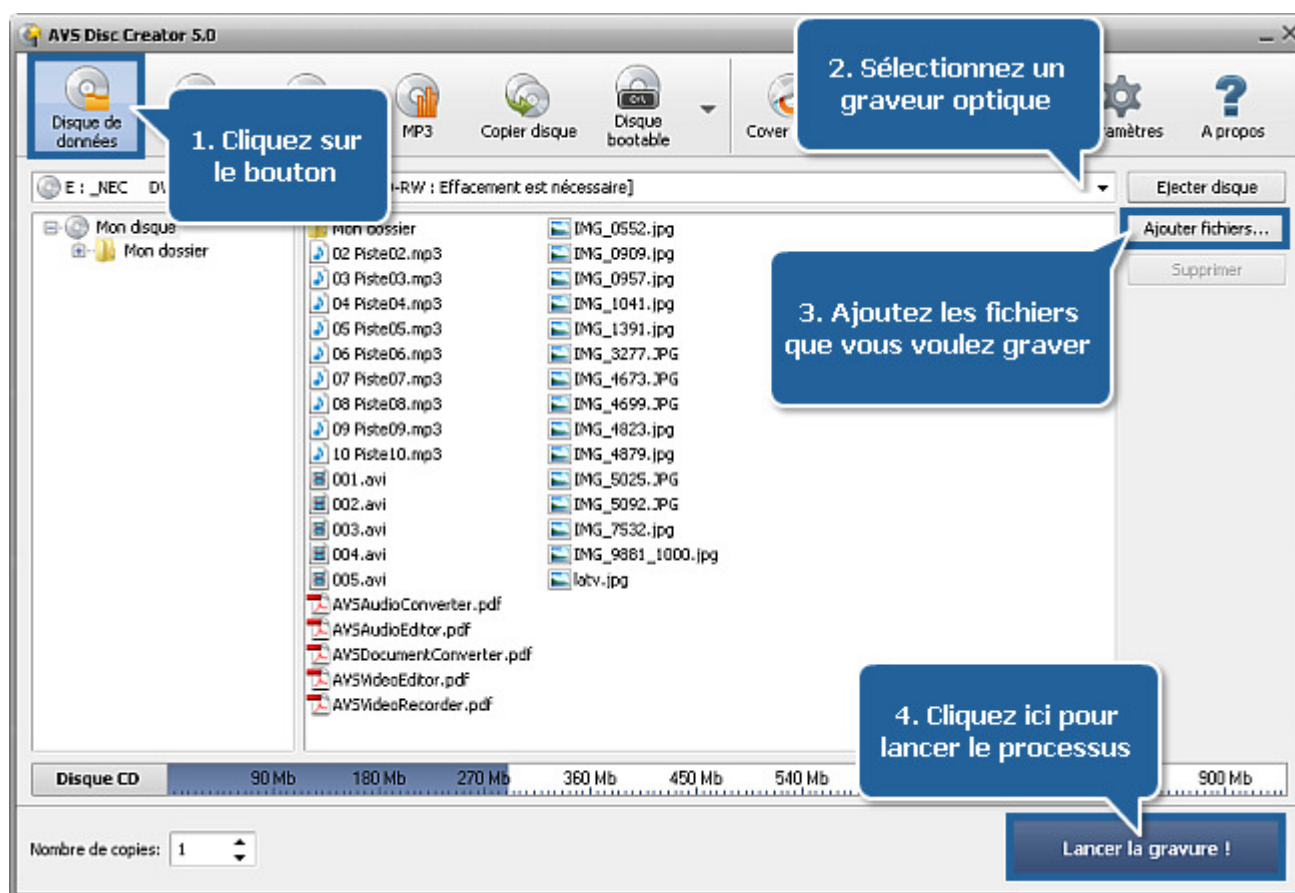 AVS Disc Creator 5.0
Disque de
données
MP3
Copier disque
Disque
bootable
Cover
A propos
1. Cliquez sur
le bouton
2. Sélectionnez un
graveur optique
E : _NEC
-RW : Effacement est nécessaire]
Ejecter disque
Mon disque
Mon dossier
Mon dossier
02 Piste02.mp3
03 Piste03.mp3
04 Piste04.mp3
05 Piste05.mp3
06 Piste06.mp3
07 Piste07.mp3
08 Piste08.mp3
09 Piste09.mp3
10 Piste10.mp3
001.avi
002.avi
003.avi
004.avi
005.avi
AVSAudioConverter.pdf
AVSAudioEditor.pdf
AVSDocumentConverter.pdf
AVSVideoEditor.pdf
AVSVideoRecorder.pdf
IMG_0552.jpg
IMG_0909.jpg
IMG_0957.jpg
IMG_1041.jpg
IMG_1391.jpg
IMG_3277.JPG
IMG_4673.JPG
IMG_4699.JPG
IMG_4823.jpg
IMG_4879.jpg
IMG_5025.JPG
IMG_5092.JPG
IMG_7532.jpg
IMG_9881_1000.jpg
latv.jpg
Ajouter fichiers...
Supprimer
3. Ajoutez les fichiers
que vous voulez graver
4. Cliquez ici pour
lancer le processus
Disque CD 90 Mb 180 Mb 270 Mb 360 Mb 450 Mb 540 Mb 900 Mb
Nombre de copies: 1
Lancer la gravure !